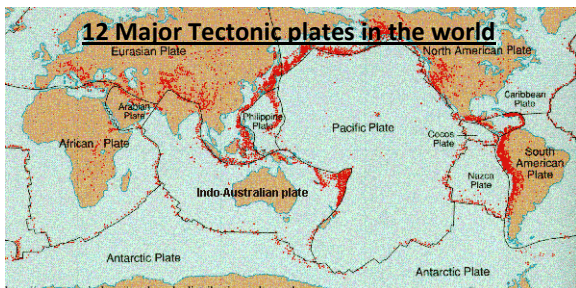 12 Major Tectonic plates in the world
Eurasian Plate
North American Plate
Arabian
Plate
Caribbean
Plate
Philippine
Plate
African Plate
Pacific Plate
Cocos
Plate
South
American
Plate
Nazca
Plate
Indo-Australian plate
Antarctic Plate
Antarctic Plate